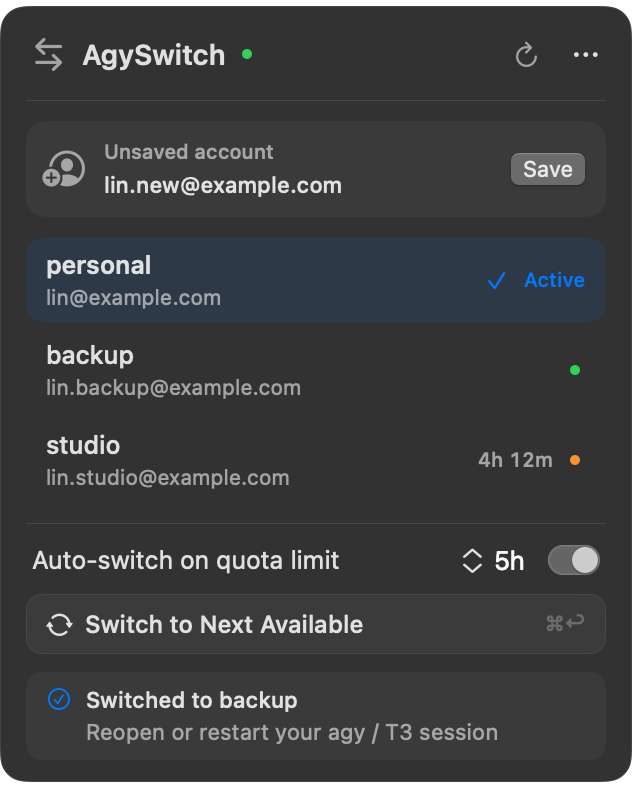 AgySwitch
Unsaved account
lin.new@example.com
Save
personal
lin@example.com
Active
backup
lin.backup@example.com
studio
lin.studio@example.com
4h 12m
Auto-switch on quota limit
5h
Switch to Next Available
⌘↩
Switched to backup
Reopen or restart your agy / T3 session